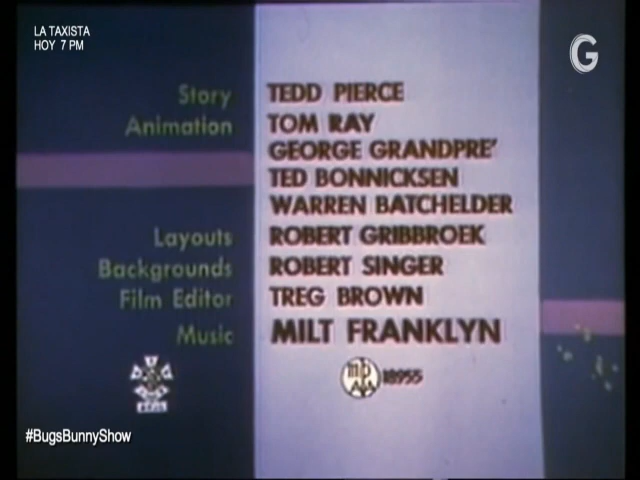 LA TAXISTA
HOY 7 PM
G
Story TEDD PIERCE
Animation TOM RAY
GEORGE GRANDPRE'
TED BONNICKSEN
WARREN BATCHELDER
Layouts ROBERT GRIBBROEK
Backgrounds ROBERT SINGER
Film Editor TREG BROWN
Music MILT FRANKLYN
18955
#BugsBunnyShow